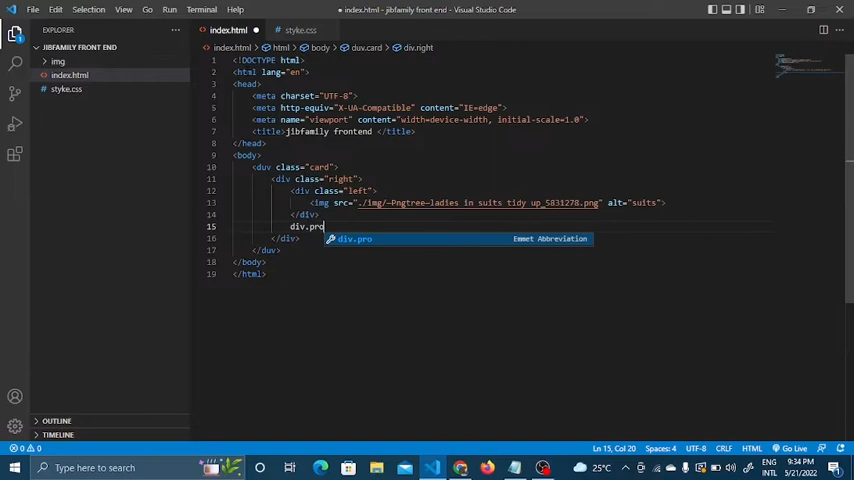 File Edit Selection View Go Run Terminal Help
● index.html - jibfamily front end - Visual Studio Code
EXPLORER
JIBFAMILY FRONT END
img
index.html
styke.css
OUTLINE
TIMELINE
index.html
styke.css
index.html > html > body > duv.card > div.right
1 <!DOCTYPE html>
2 <html lang="en">
3 <head>
4 <meta charset="UTF-8">
5 <meta http-equiv="X-UA-Compatible" content="IE=edge">
6 <meta name="viewport" content="width=device-width, initial-scale=1.0">
7 <title>jibfamily frontend </title>
8 </head>
9 <body>
10 <duv class="card">
11 <div class="right">
12 <div class="left">
13 <img src="./img/—Pngtree—ladies in suits tidy up_5831278.png" alt="suits">
14 </div>
15 div.pro
div.pro Emmet Abbreviation
16 </div>
17 </duv>
18 </body>
19 </html>
0 0 Ln 15, Col 20 Spaces: 4 UTF-8 CRLF HTML Go Live
Type here to search
25°C
ENG
INTL
9:34 PM
5/21/2022